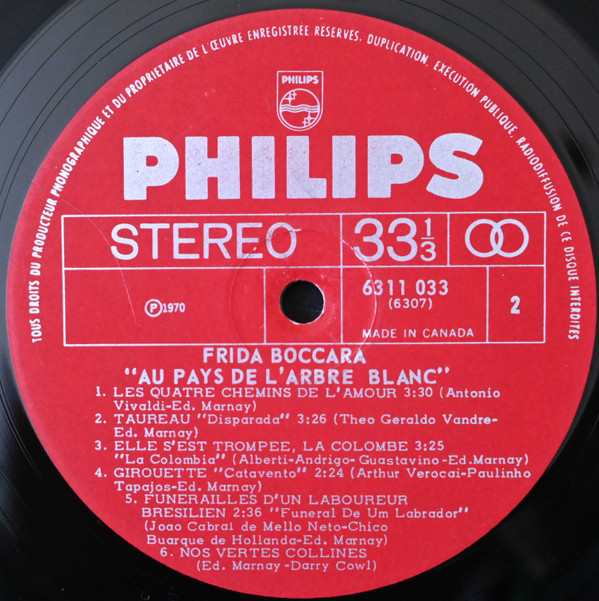 TOUS DROITS DU PRODUCTEUR PHONOGRAPHIQUE ET DU PROPRIETAIRE DE L'ŒUVRE ENREGISTREE RESERVES. DUPLICATION, EXECUTION PUBLIQUE, RADIODIFFUSION DE CE DISQUE INTERDITES
PHILIPS
PHILIPS
STEREO 33 1/3
6311 033
(6307)
Ⓟ1970
2
MADE IN CANADA
FRIDA BOCCARA
"AU PAYS DE L'ARBRE BLANC"
1. LES QUATRE CHEMINS DE L'AMOUR 3:30 (Antonio
Vivaldi-Ed. Marnay)
2. TAUREAU "Disparada" 3:26 (Theo Geraldo Vandre-
Ed. Marnay)
3. ELLE S'EST TROMPEE, LA COLOMBE 3:25
"La Colombia" (Alberti-Andrigo-Guastavino-Ed.Marnay)
4. GIROUETTE "Catavento" 2:24 (Arthur Verocai-Paulinho
Tapajos-Ed. Marnay)
5. FUNERAILLES D'UN LABOUREUR
BRESILIEN 2;36 "Funeral De Um Labrador"
(Joao Cabral de Mello Neto-Chico
Buarque de Hollanda-Ed. Marnay)
6. NOS VERTES COLLINES
(Ed. Marnay-Darry Cowl)